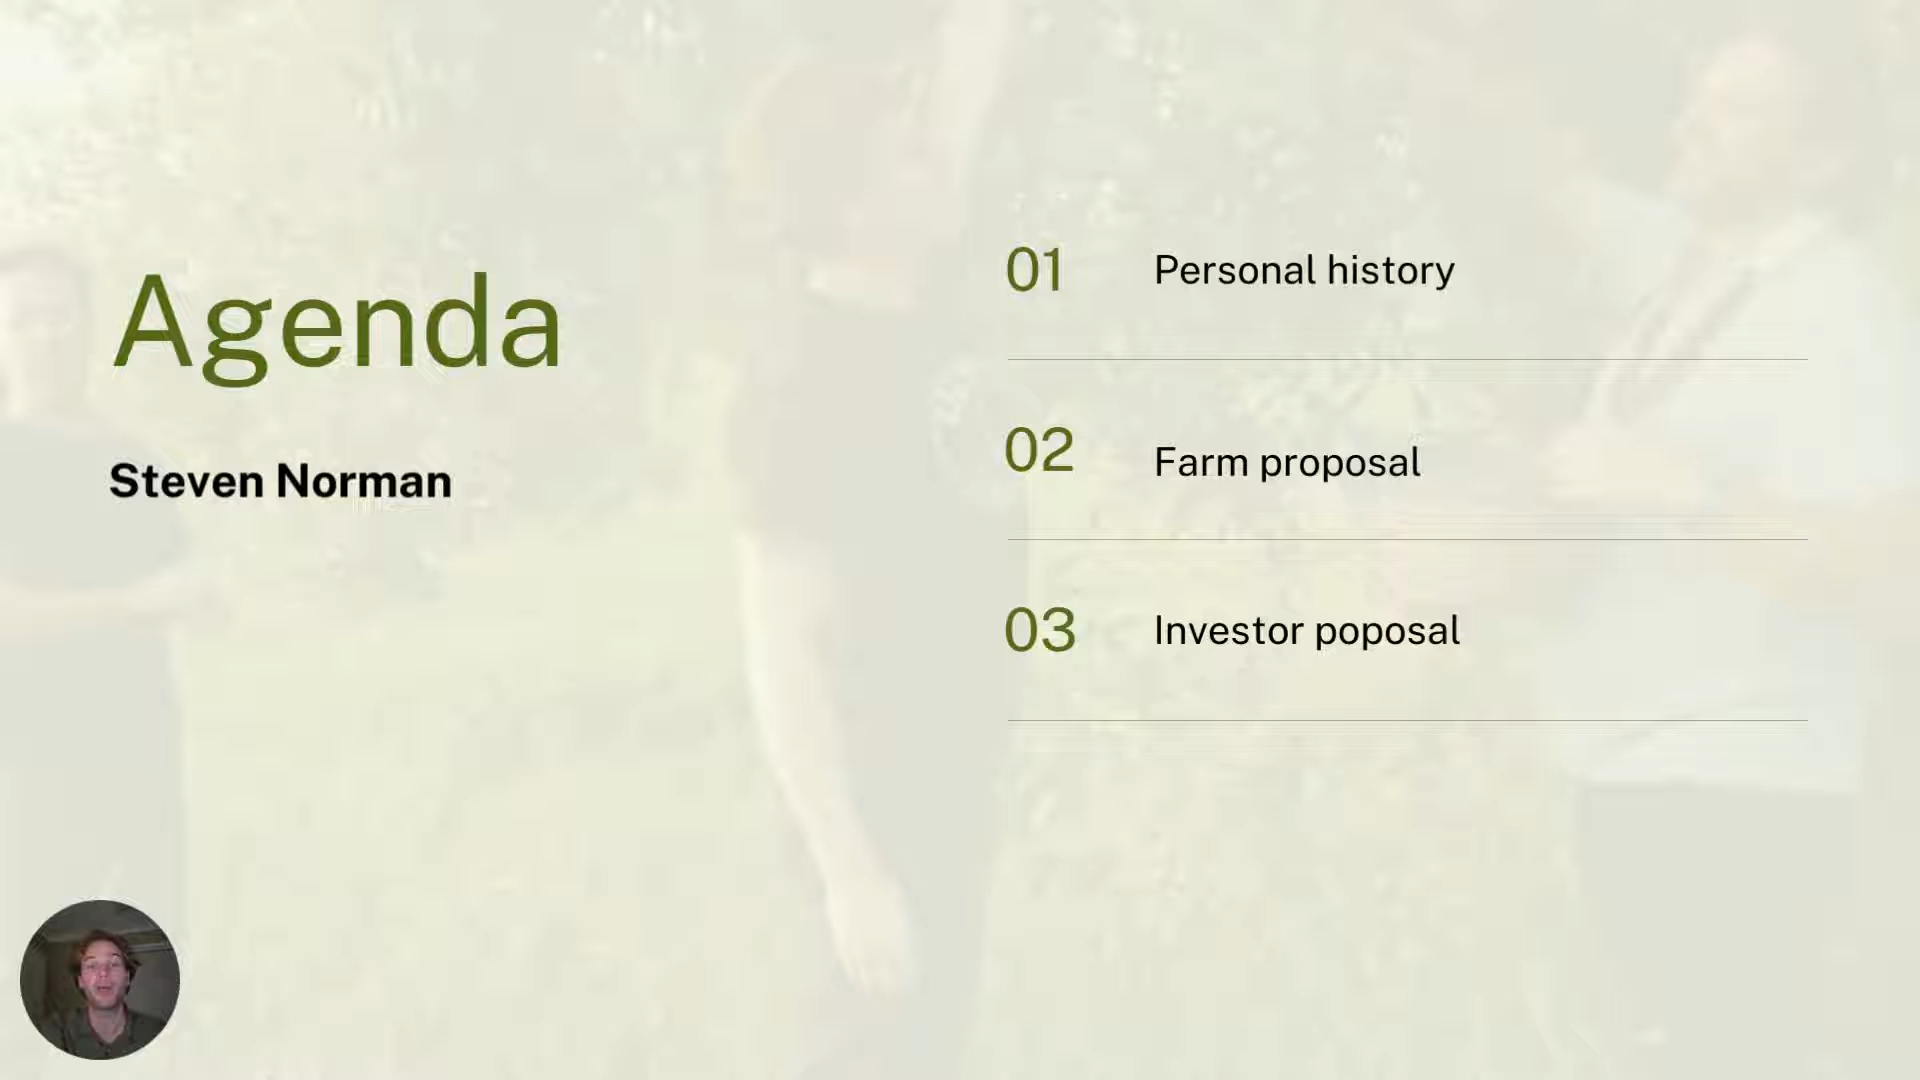 Agenda
Steven Norman
01 Personal history
02 Farm proposal
03 Investor poposal